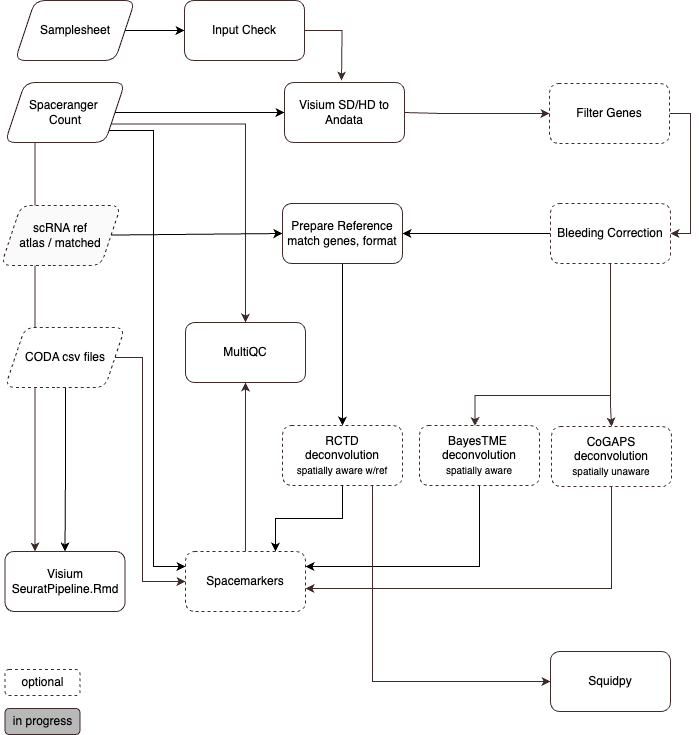 Samplesheet
Input Check
Spaceranger
Count
Visium SD/HD to
Andata
Filter Genes
scRNA ref
atlas / matched
Prepare Reference
match genes, format
Bleeding Correction
CODA csv files
MultiQC
RCTD
deconvolution
spatially aware w/ref
BayesTME
deconvolution
spatially aware
CoGAPS
deconvolution
spatially unaware
Visium
SeuratPipeline.Rmd
Spacemarkers
Squidpy
optional
in progress